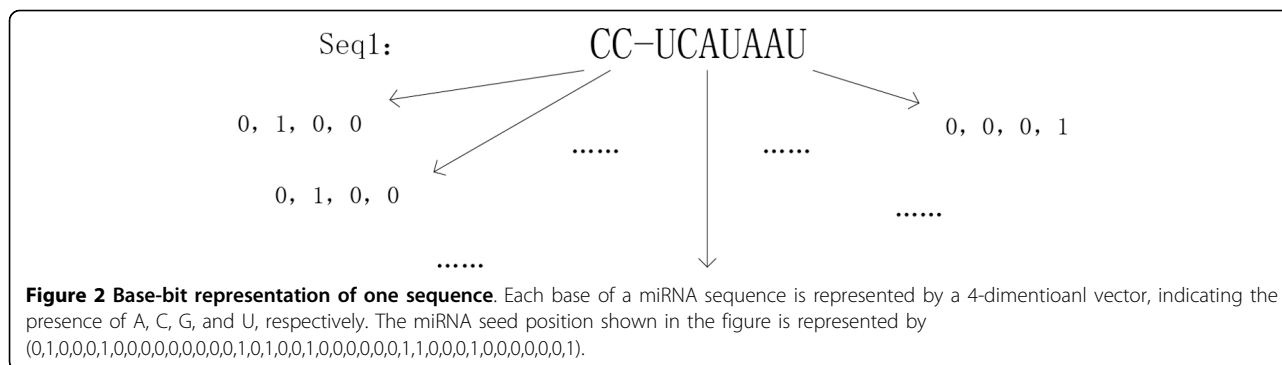 Seq1: CC-UCAUAAU
0, 1, 0, 0
0, 0, 0, 1
...... ......
0, 1, 0, 0
......
......
Figure 2 Base-bit representation of one sequence. Each base of a miRNA sequence is represented by a 4-dimentioanl vector, indicating the
presence of A, C, G, and U, respectively. The miRNA seed position shown in the figure is represented by
(0,1,0,0,0,1,0,0,0,0,0,0,0,0,0,1,0,1,0,0,1,0,0,0,0,0,0,1,1,0,0,0,1,0,0,0,0,0,0,1).